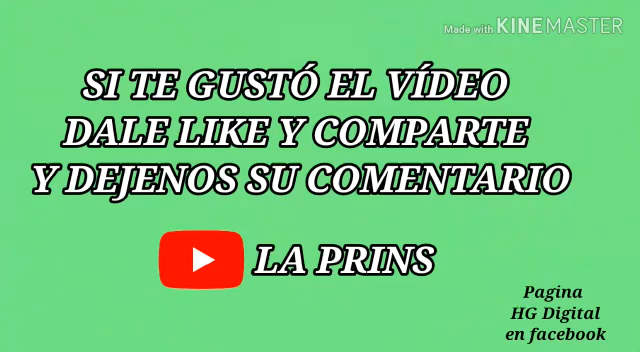 Made with KINEMASTER
SI TE GUSTÓ EL VÍDEO
DALE LIKE Y COMPARTE
Y DEJENOS SU COMENTARIO
LA PRINS
Pagina
HG Digital
en facebook